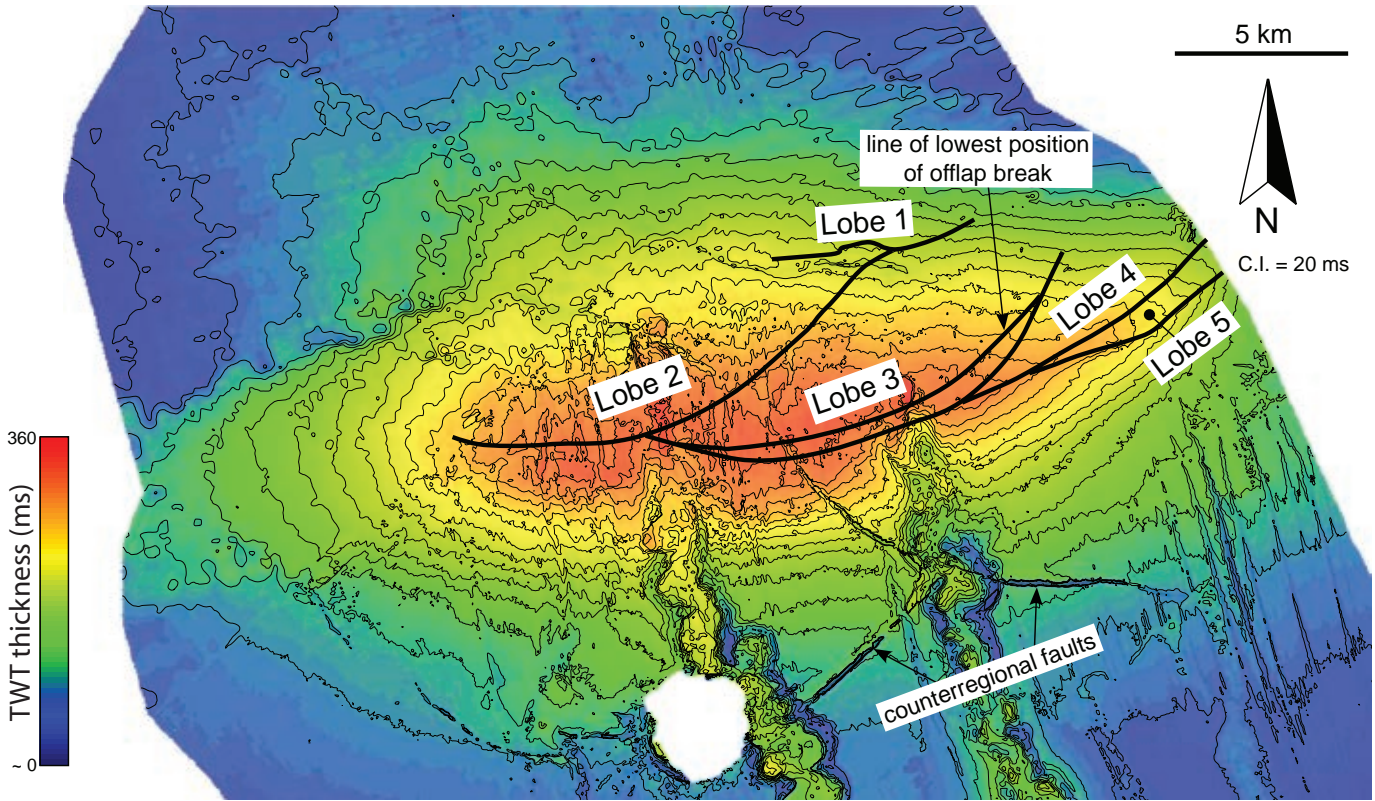 5 km
line of lowest position
of offlap break
Lobe 1
N
C.I. = 20 ms
Lobe 4
Lobe 5
Lobe 2
Lobe 3
360
TWT thickness (ms)
~ 0
counterregional faults